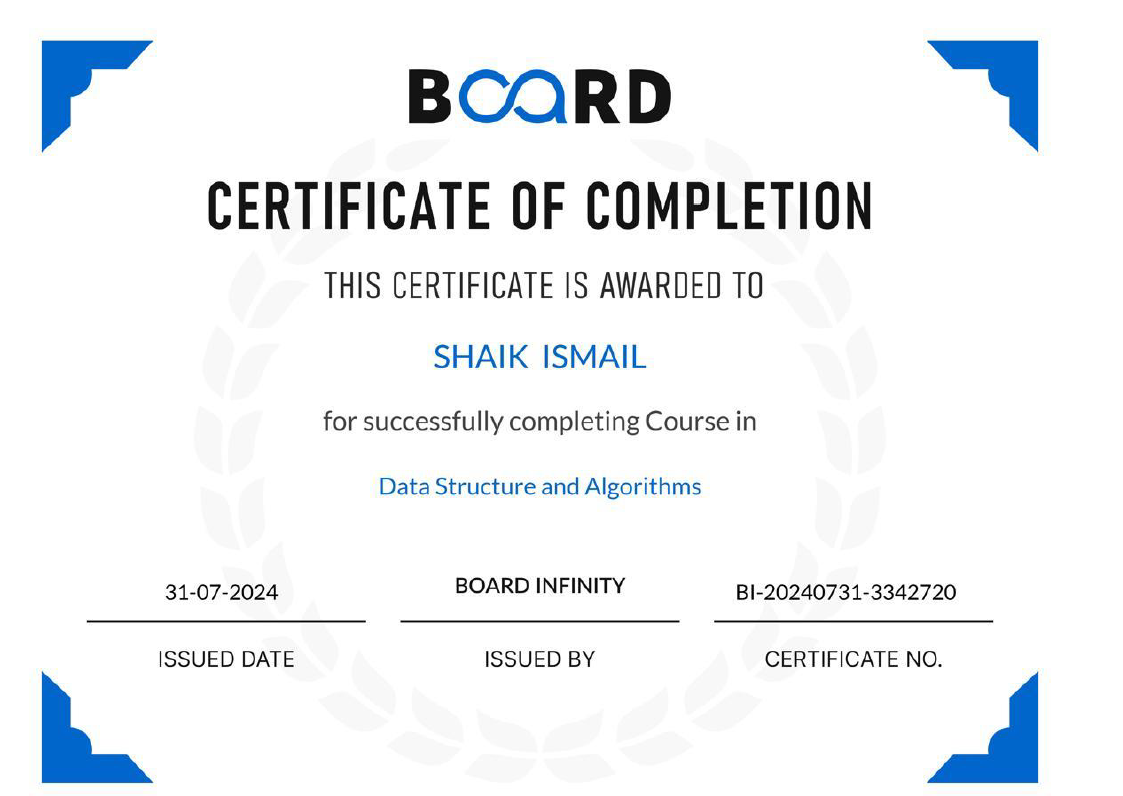 BOARD
CERTIFICATE OF COMPLETION
THIS CERTIFICATE IS AWARDED TO
SHAIK ISMAIL
for successfully completing Course in
Data Structure and Algorithms
31-07-2024
BOARD INFINITY
BI-20240731-3342720
ISSUED DATE
ISSUED BY
CERTIFICATE NO.